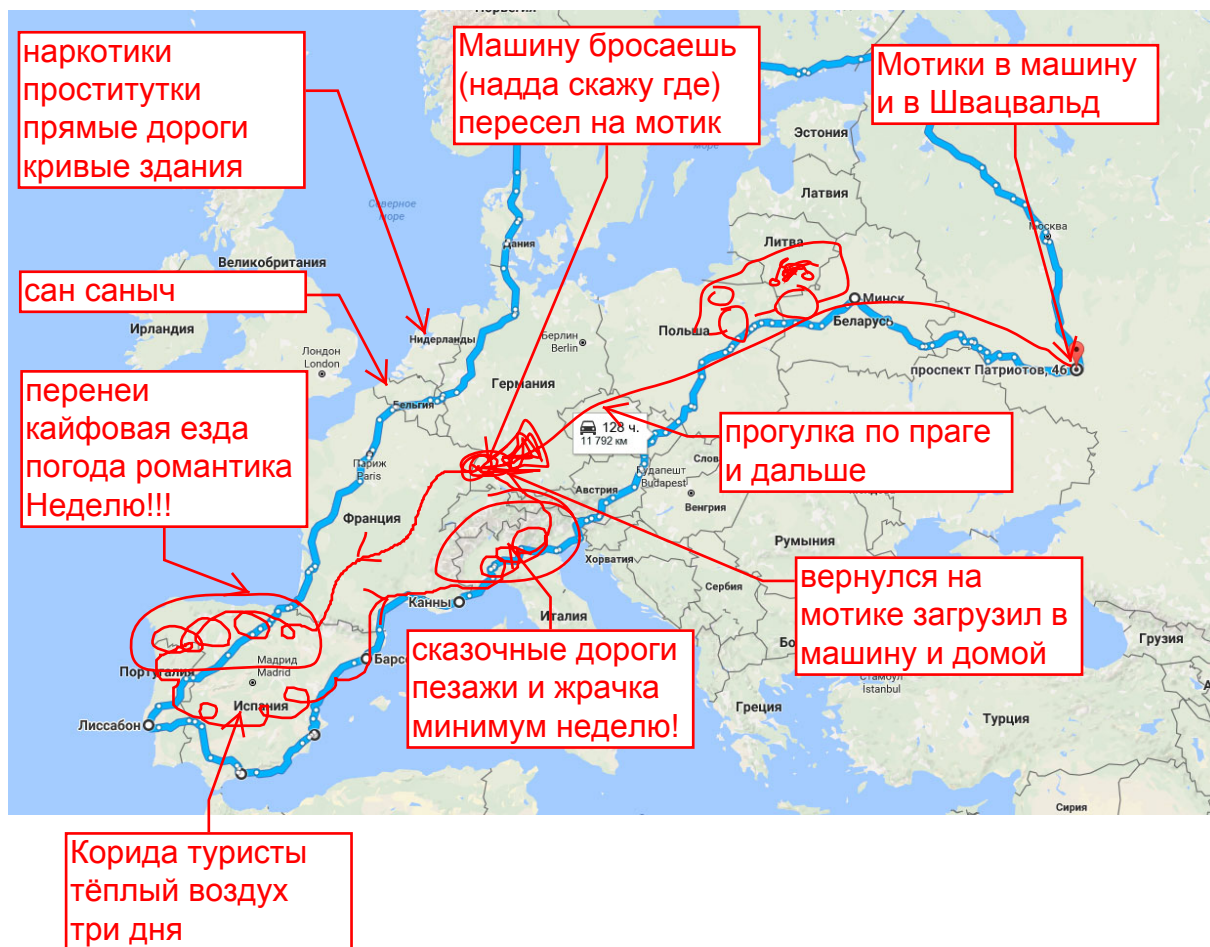 наркотики
проститутки
прямые дороги
кривые здания
Машину бросаешь
(надда скажу где)
пересел на мотик
Мотики в машину
и в Швацвальд
сан саныч
перенеи
кайфовая езда
погода романтика
Неделю!!!
прогулка по праге
и дальше
вернулся на
мотике загрузил в
машину и домой
сказочные дороги
пезажи и жрачка
минимум неделю!
Корида туристы
тёплый воздух
три дня
Эстония
Латвия
Москва
Северное
море
Дания
Литва
Великобритания
Минск
Беларусь
Ирландия
Польша
Нидерланды
Берлин
Berlin
Лондон
London
проспект Патриотов, 46
Германия
Бельгия
128 ч.
11 792 км
Париж
Paris
Слов
Будапешт
Budapest
Австрия
Венгрия
Франция
Румыния
Хорватия
Сербия
Канны
Италия
Грузия
Мадрид
Madrid
Барс
Бо
Португалия
Стамбул
Istanbul
Испания
Греция
Турция
Лиссабон
Сирия